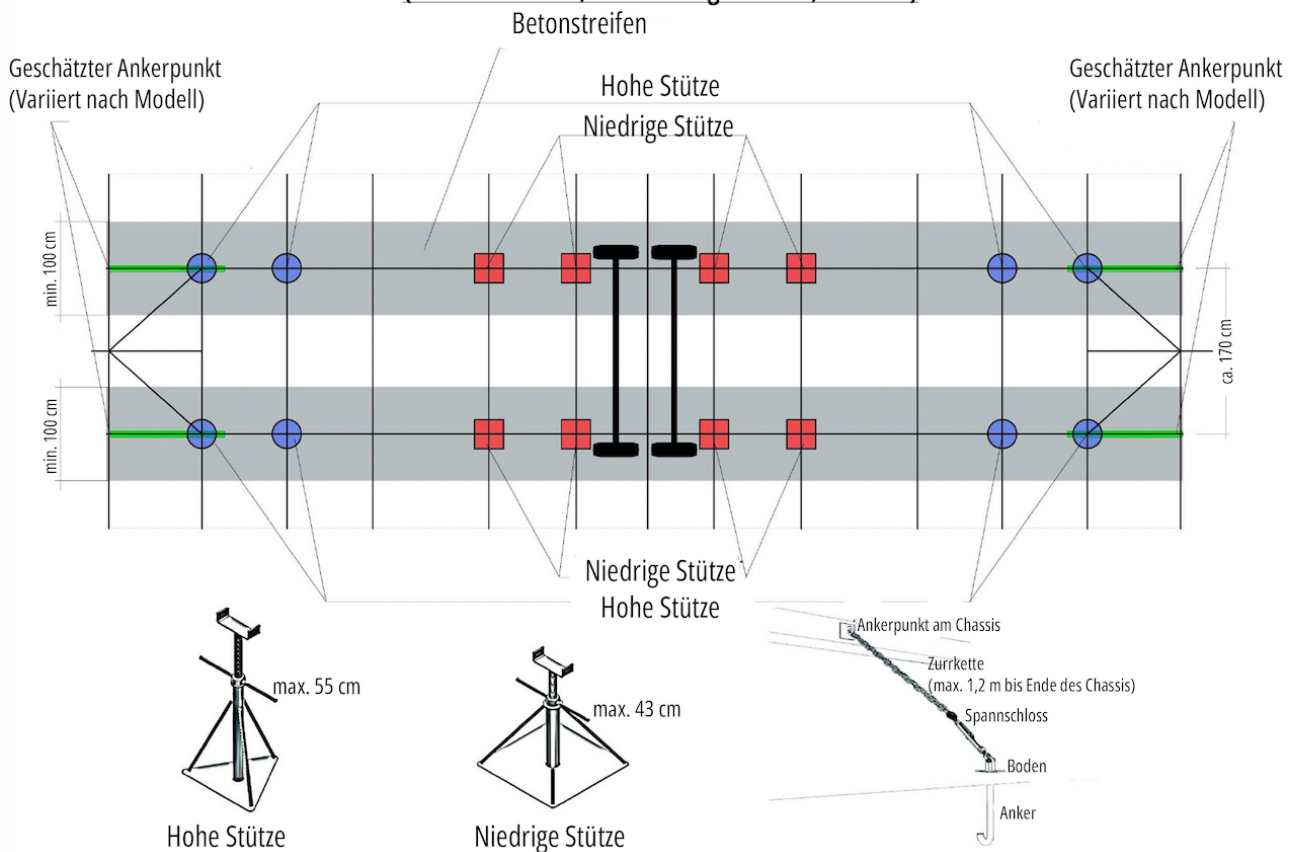 Betonstreifen
Geschätzter Ankerpunkt
(Variiert nach Modell)
Geschätzter Ankerpunkt
(Variiert nach Modell)
Hohe Stütze
Niedrige Stütze
min. 100 cm
min. 100 cm
ca. 170 cm
Niedrige Stütze
Hohe Stütze
max. 55 cm
Hohe Stütze
max. 43 cm
Niedrige Stütze
Ankerpunkt am Chassis
Zurrkette
(max. 1,2 m bis Ende des Chassis)
Spannschloss
Boden
Anker